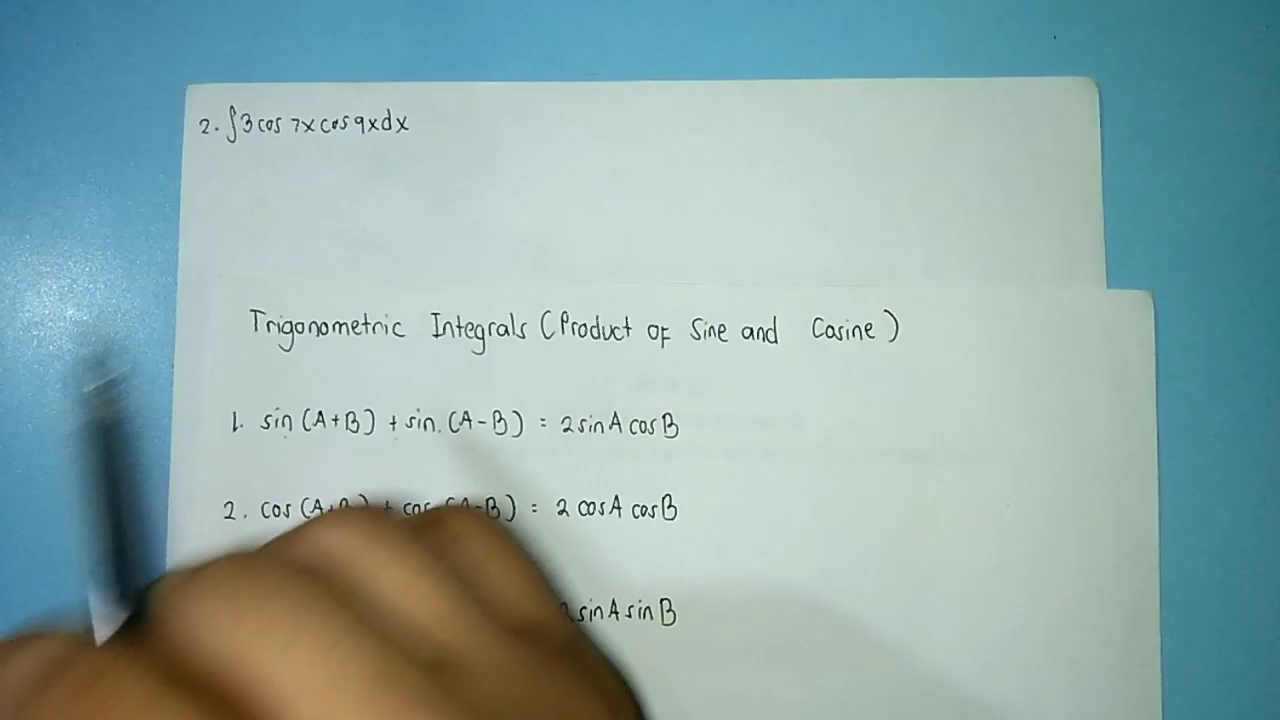 2. ∫3 cos 7x cos 9x dx
Trigonometric Integrals (Product of Sine and Cosine)
1. sin (A+B) + sin. (A-B) = 2 sin A cos B
2. cos (A+B) + cos (A-B) = 2 cos A cos B
sin A sin B